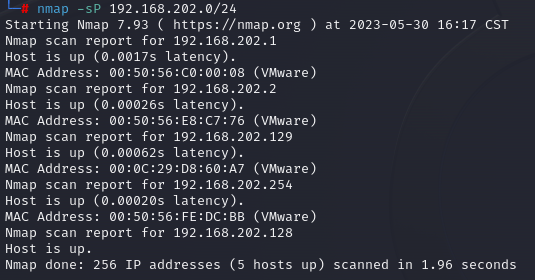 └─# nmap -sP 192.168.202.0/24
Starting Nmap 7.93 ( https://nmap.org ) at 2023-05-30 16:17 CST
Nmap scan report for 192.168.202.1
Host is up (0.0017s latency).
MAC Address: 00:50:56:C0:00:08 (VMware)
Nmap scan report for 192.168.202.2
Host is up (0.00026s latency).
MAC Address: 00:50:56:E8:C7:76 (VMware)
Nmap scan report for 192.168.202.129
Host is up (0.00062s latency).
MAC Address: 00:0C:29:D8:60:A7 (VMware)
Nmap scan report for 192.168.202.254
Host is up (0.00020s latency).
MAC Address: 00:50:56:FE:DC:BB (VMware)
Nmap scan report for 192.168.202.128
Host is up.
Nmap done: 256 IP addresses (5 hosts up) scanned in 1.96 seconds